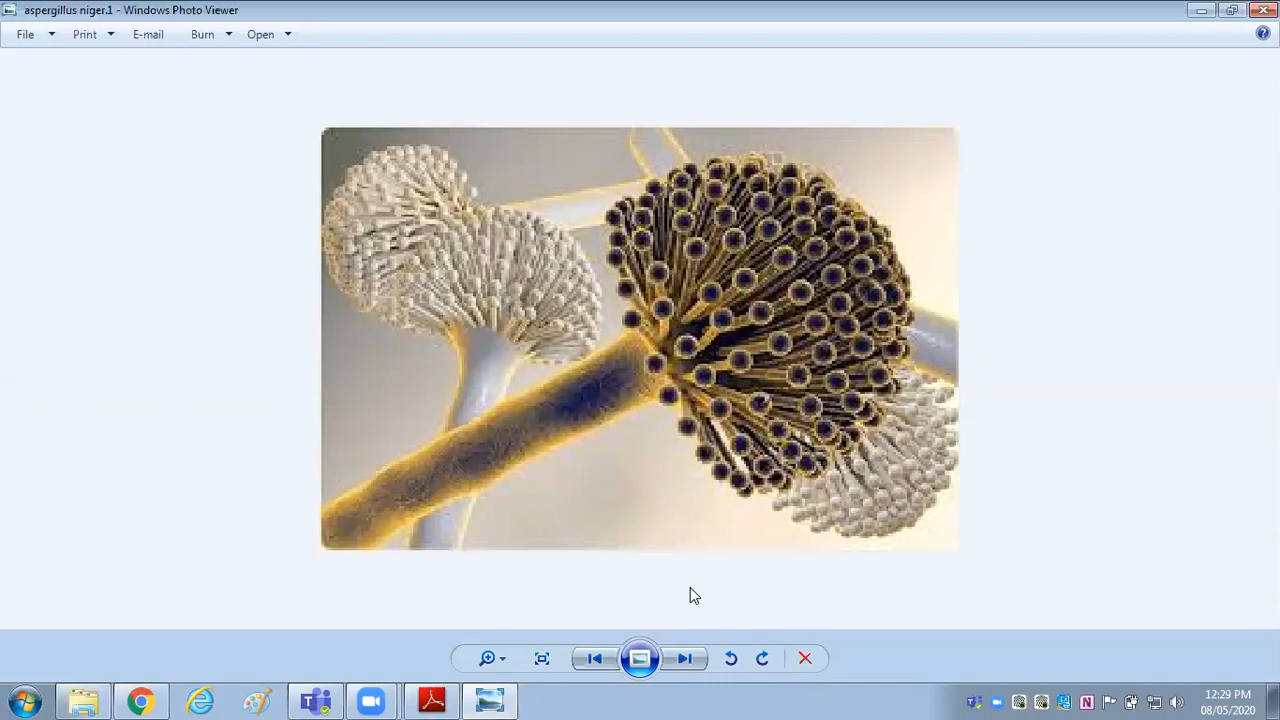 aspergillus niger.1 - Windows Photo Viewer
File Print E-mail Burn Open
12:29 PM
08/05/2020